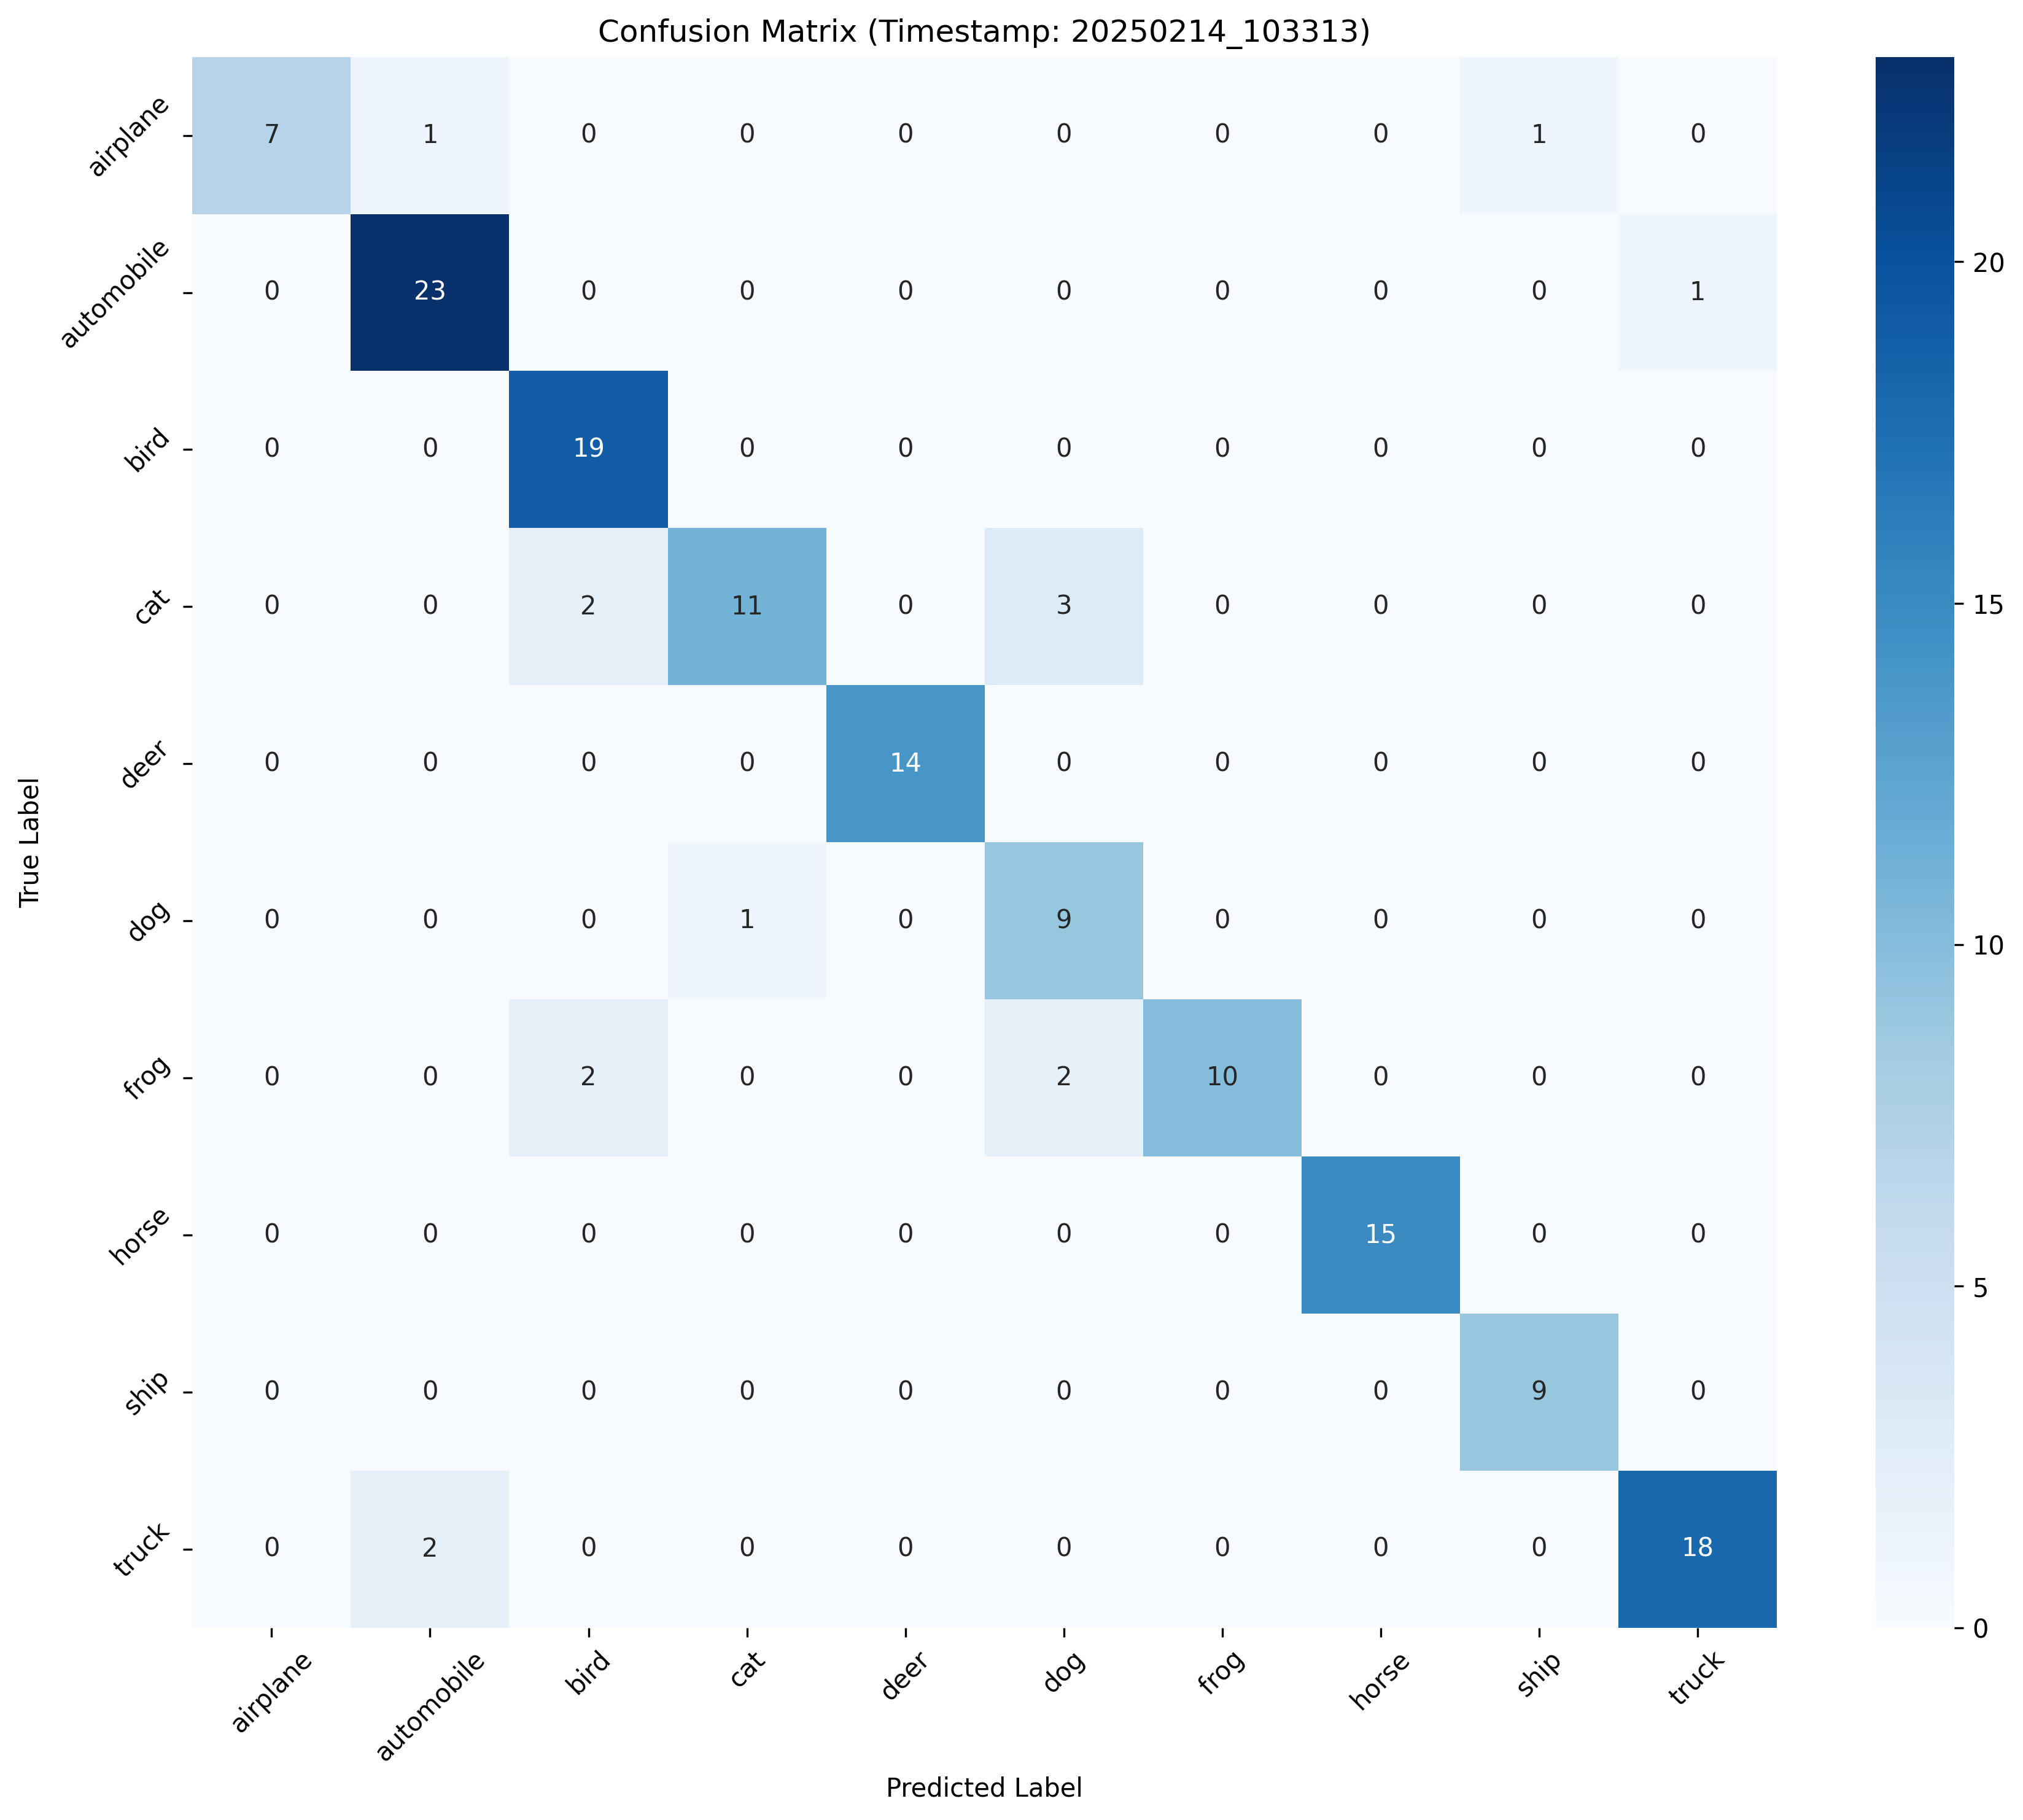 Confusion Matrix (Timestamp: 20250214_103313)
airplane 7 1 0 0 0 0 0 0 1 0
automobile 0 23 0 0 0 0 0 0 0 1
bird 0 0 19 0 0 0 0 0 0 0
cat 0 0 2 11 0 3 0 0 0 0
deer 0 0 0 0 14 0 0 0 0 0
dog 0 0 0 1 0 9 0 0 0 0
frog 0 0 2 0 0 2 10 0 0 0
horse 0 0 0 0 0 0 0 15 0 0
ship 0 0 0 0 0 0 0 0 9 0
truck 0 2 0 0 0 0 0 0 0 18
airplane automobile bird cat deer dog frog horse ship truck
Predicted Label
True Label
20
15
10
5
0